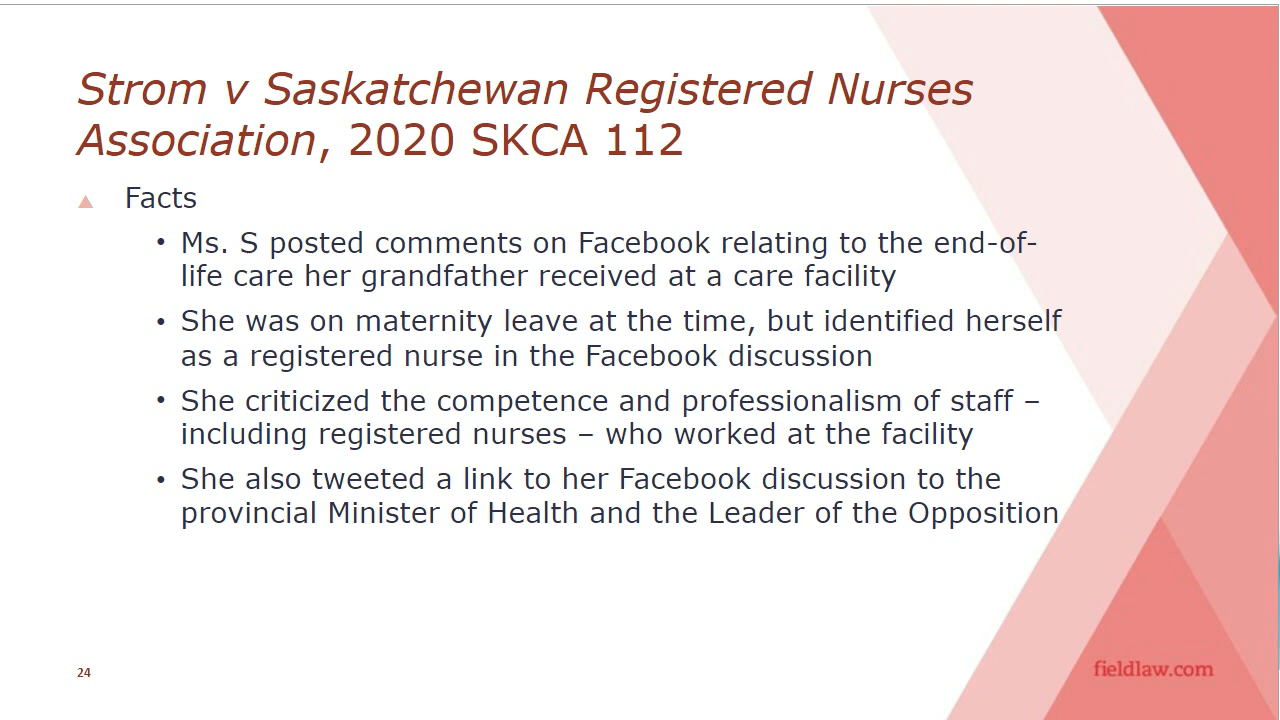 Strom v Saskatchewan Registered Nurses
Association, 2020 SKCA 112
Facts
• Ms. S posted comments on Facebook relating to the end-of-
life care her grandfather received at a care facility
• She was on maternity leave at the time, but identified herself
as a registered nurse in the Facebook discussion
• She criticized the competence and professionalism of staff –
including registered nurses – who worked at the facility
• She also tweeted a link to her Facebook discussion to the
provincial Minister of Health and the Leader of the Opposition
24
fieldlaw.com